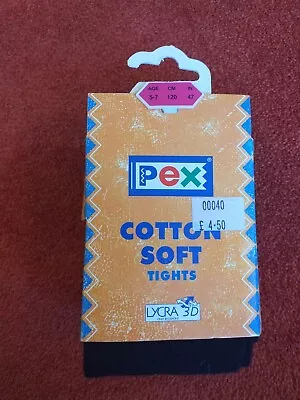 AGE CM IN
5-7 120 47
pex®
00040
£ 4·50
COTTON
SOFT
TIGHTS
LYCRA 3D